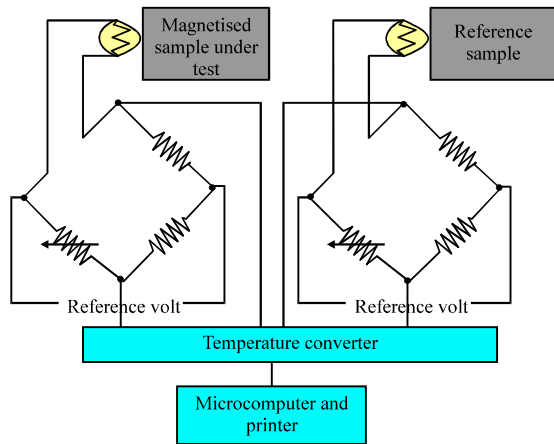 Magnetised
sample under
test
Reference
sample
Reference volt
Reference volt
Temperature converter
Microcomputer and
printer